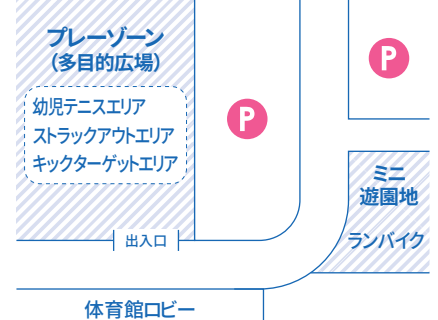 プレーゾーン
(多目的広場)
幼児テニスエリア
ストラックアウトエリア
キックターゲットエリア
P
P
ミニ
遊園地
ランバイク
出入口
体育館ロビー